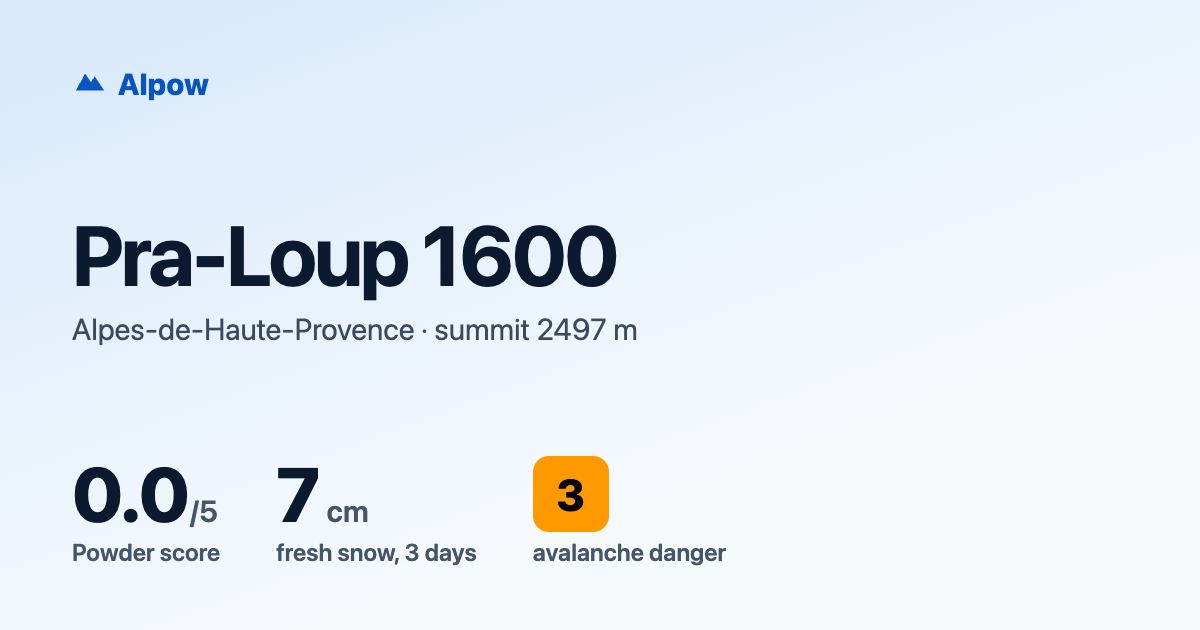 Alpow
Pra-Loup 1600
Alpes-de-Haute-Provence · summit 2497 m
0.0/5 7 cm 3
Powder score fresh snow, 3 days avalanche danger